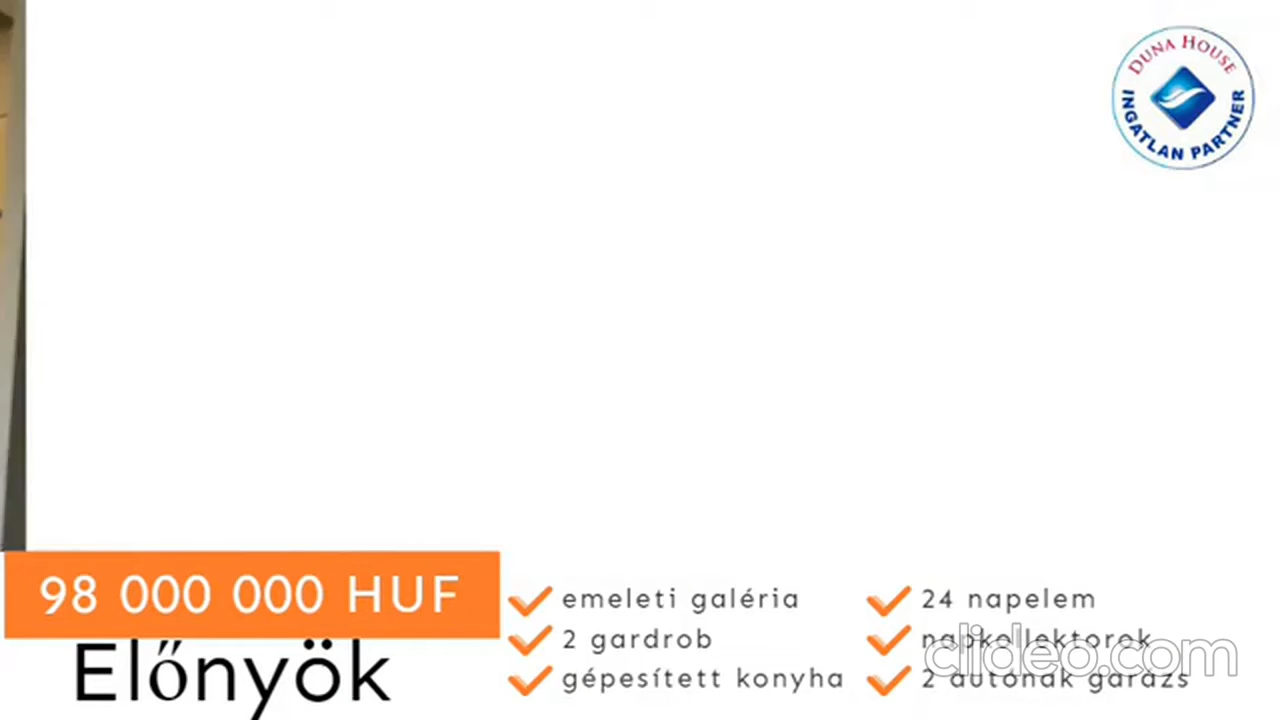 DUNA HOUSE
INGATLAN PARTNER
98 000 000 HUF
Előnyök
emeleti galéria
2 gardrob
gépesített konyha
24 napelem
napkollektorok
2 autónak garázs
clideo.com